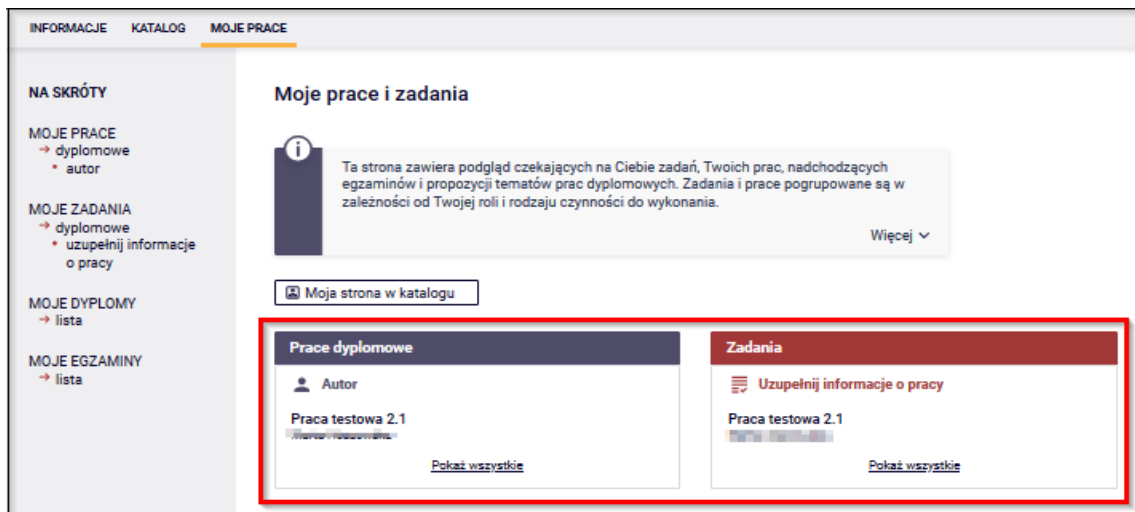 INFORMACJE KATALOG MOJE PRACE
NA SKRÓTY
MOJE PRACE
→ dyplomowe
• autor
MOJE ZADANIA
→ dyplomowe
• uzupełnij informacje
o pracy
MOJE DYPLOMY
→ lista
MOJE EGZAMINY
→ lista
Moje prace i zadania
i
Ta strona zawiera podgląd czekających na Ciebie zadań, Twoich prac, nadchodzących
egzaminów i propozycji tematów prac dyplomowych. Zadania i prace pogrupowane są w
zależności od Twojej roli i rodzaju czynności do wykonania.
Więcej
Moja strona w katalogu
Prace dyplomowe
Autor
Praca testowa 2.1
Pokaż wszystkie
Zadania
Uzupełnij informacje o pracy
Praca testowa 2.1
Pokaż wszystkie